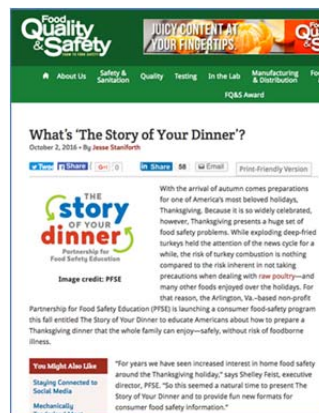 Food
Quality
& Safety
FARM TO FORK SAFETY
JUICY CONTENT AT
YOUR FINGERTIPS.
About Us
Safety &
Sanitation
Quality
Testing
In the Lab
Manufacturing
& Distribution
FQ&S Award
What's 'The Story of Your Dinner'?
October 2, 2016 • By Jesse Staniforth
Tweet
Share
G+
0
Share
58
Email
Print-Friendly Version
THE
story
OF YOUR
dinner
Partnership for
Food Safety Education
Image credit: PFSE
With the arrival of autumn comes preparations
for one of America's most beloved holidays,
Thanksgiving. Because it is so widely celebrated,
however, Thanksgiving presents a huge set of
food safety problems. While exploding deep-fried
turkeys held the attention of the news cycle for a
while, the risk of turkey combustion is nothing
compared to the risk inherent in not taking
precautions when dealing with raw poultry—and
many other foods enjoyed over the holidays. For
that reason, the Arlington, Va.-based non-profit
Partnership for Food Safety Education (PFSE) is launching a consumer food-safety program
this fall entitled The Story of Your Dinner to educate Americans about how to prepare a
Thanksgiving dinner that the whole family can enjoy—safely, without risk of foodborne
illness.
You Might Also Like
Staying Connected to
Social Media
Mechanically
"For years we have seen increased interest in home food safety
around the Thanksgiving holiday," says Shelley Feist, executive
director, PFSE. "So this seemed a natural time to present The
Story of Your Dinner and to provide fun new formats for
consumer food safety information."